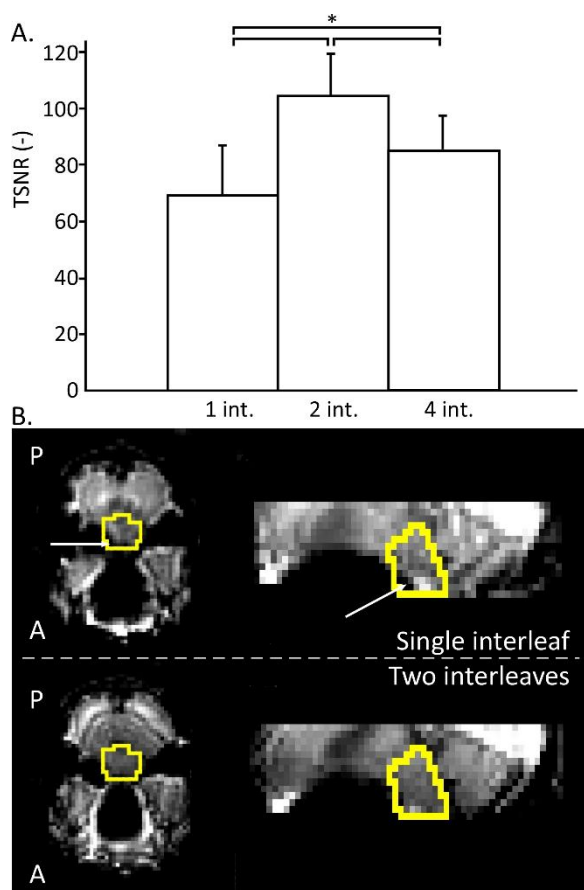 A.
*
120
100
80
60
40
20
0
TSNR (-)
1 int. 2 int. 4 int.
B.
P
A
Single interleaf
Two interleaves
P
A